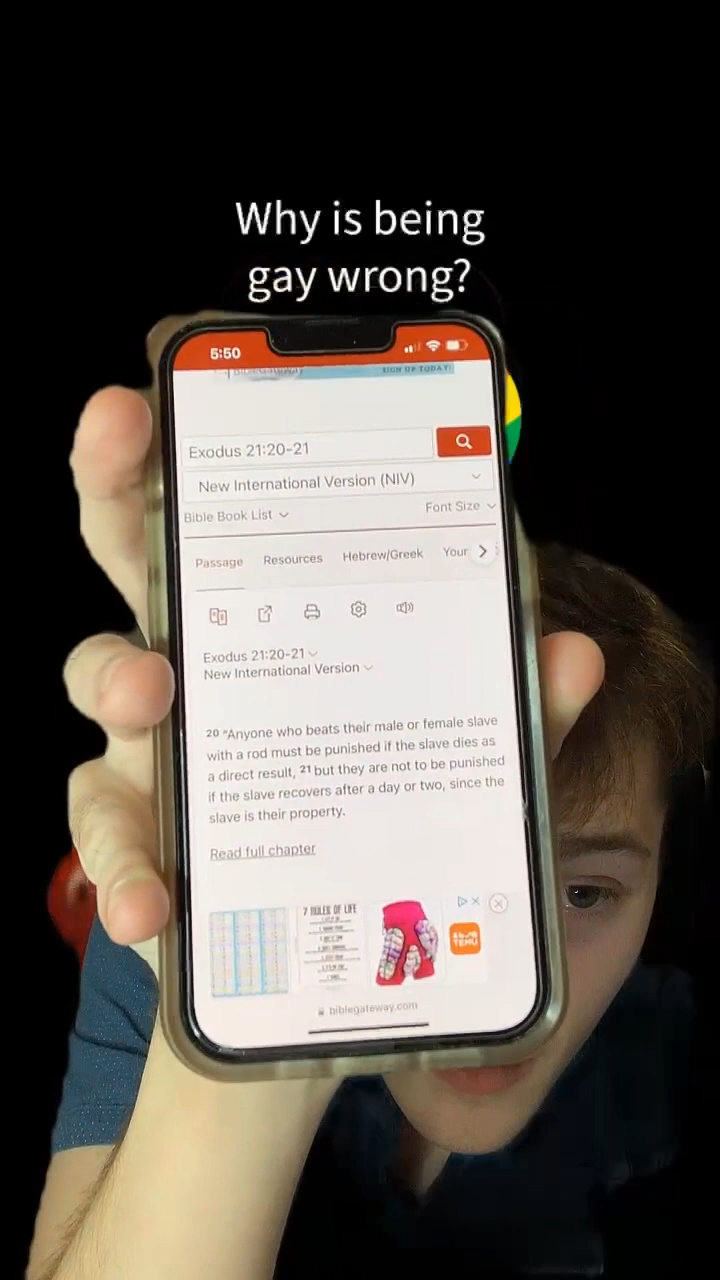 Why is being
gay wrong?
5:50
BibleGateway
SIGN UP TODAY!
Exodus 21:20-21
New International Version (NIV)
Bible Book List
Font Size
Passage Resources Hebrew/Greek Your
Exodus 21:20-21
New International Version
20 “Anyone who beats their male or female slave
with a rod must be punished if the slave dies as
a direct result, 21 but they are not to be punished
if the slave recovers after a day or two, since the
slave is their property.
Read full chapter
7 RULES OF LIFE
TEMU
biblegateway.com